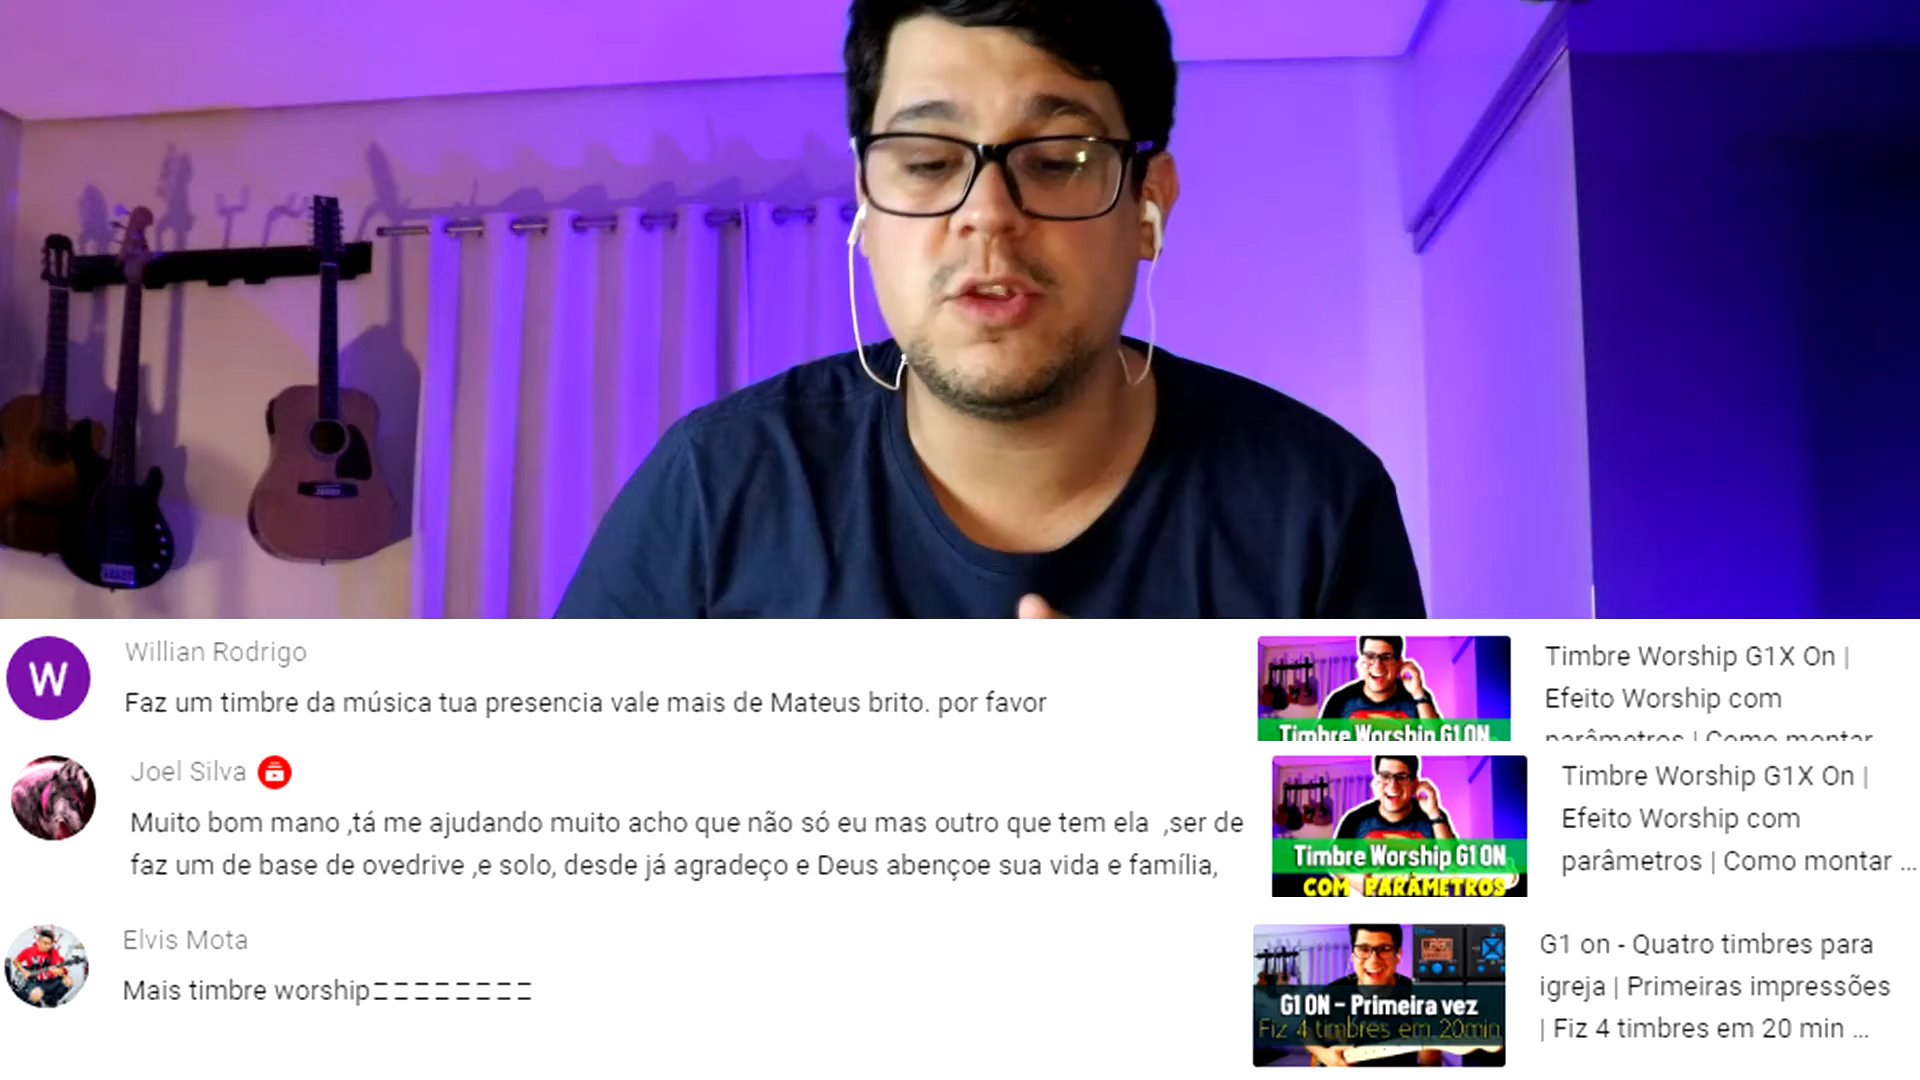 W
Willian Rodrigo
Faz um timbre da música tua presencia vale mais de Mateus brito. por favor
Timbre Worship G1 ON
Timbre Worship G1X On |
Efeito Worship com
parâmetros | Como montar
Joel Silva
Muito bom mano ,tá me ajudando muito acho que não só eu mas outro que tem ela ,ser de
faz um de base de ovedrive ,e solo, desde já agradeço e Deus abençoe sua vida e família,
Timbre Worship G1 ON
COM PARÂMETROS
Timbre Worship G1X On |
Efeito Worship com
parâmetros | Como montar ...
Elvis Mota
Mais timbre worship
G1 ON – Primeira vez
Fiz 4 timbres em 20min
G1 on - Quatro timbres para
igreja | Primeiras impressões
| Fiz 4 timbres em 20 min ...